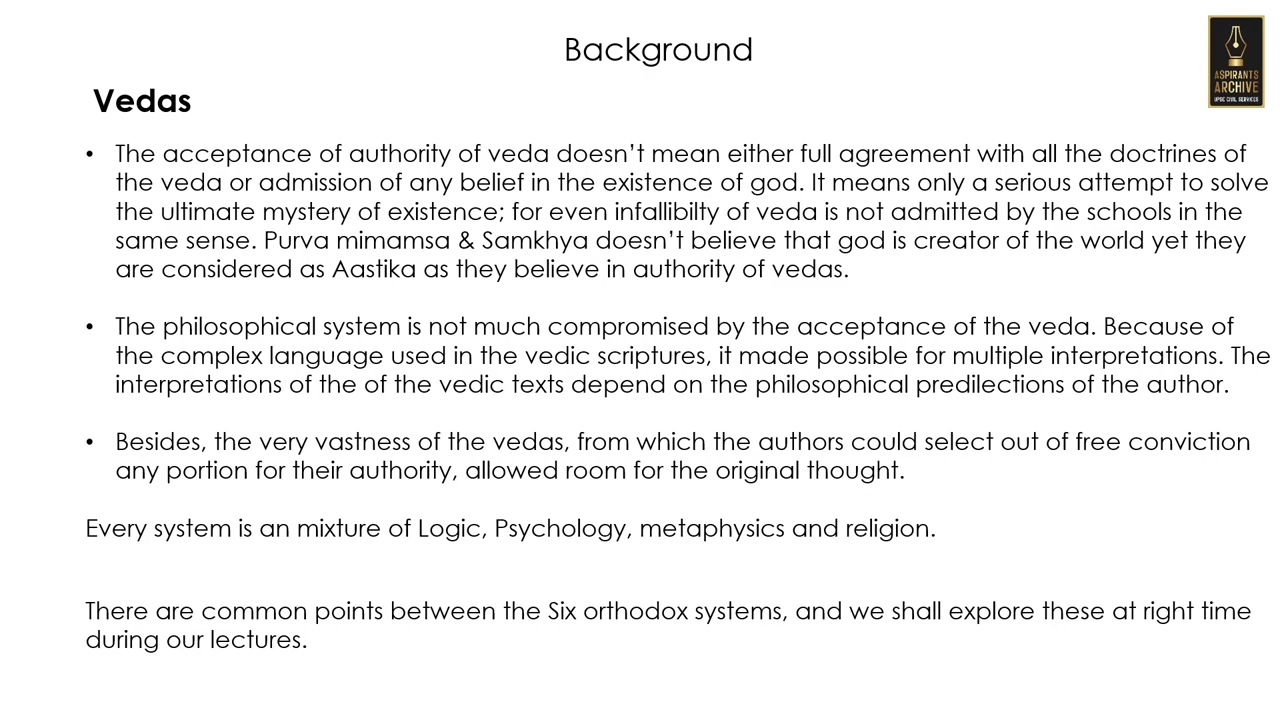 Background
ASPIRANTS
ARCHIVE
UPSC CIVIL SERVICES
Vedas
• The acceptance of authority of veda doesn’t mean either full agreement with all the doctrines of
the veda or admission of any belief in the existence of god. It means only a serious attempt to solve
the ultimate mystery of existence; for even infallibilty of veda is not admitted by the schools in the
same sense. Purva mimamsa & Samkhya doesn’t believe that god is creator of the world yet they
are considered as Aastika as they believe in authority of vedas.
• The philosophical system is not much compromised by the acceptance of the veda. Because of
the complex language used in the vedic scriptures, it made possible for multiple interpretations. The
interpretations of the of the vedic texts depend on the philosophical predilections of the author.
• Besides, the very vastness of the vedas, from which the authors could select out of free conviction
any portion for their authority, allowed room for the original thought.
Every system is an mixture of Logic, Psychology, metaphysics and religion.
There are common points between the Six orthodox systems, and we shall explore these at right time
during our lectures.